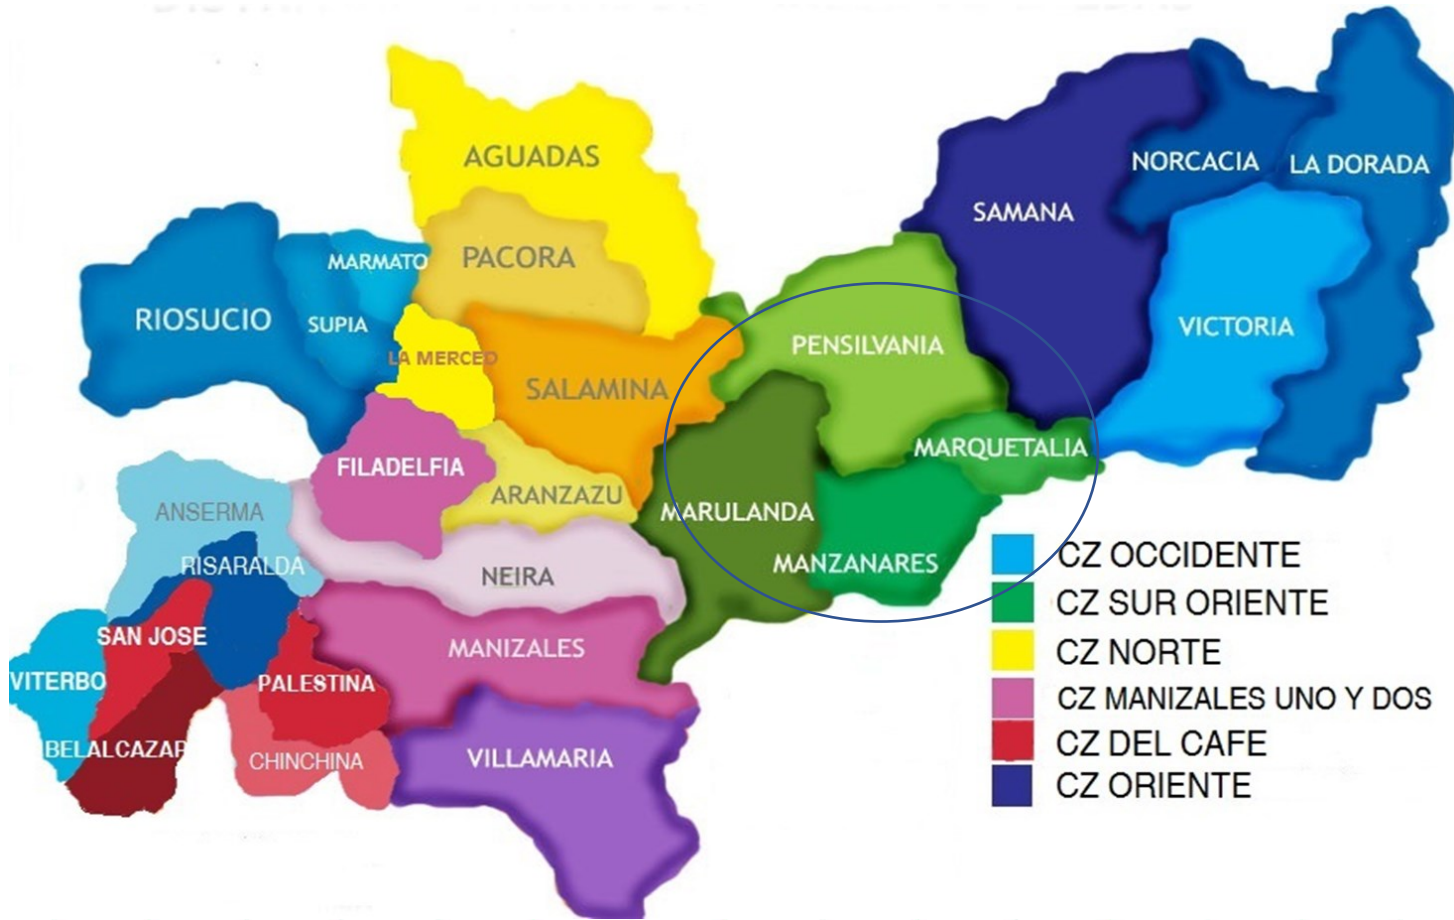 AGUADAS
NORCACIA
LA DORADA
SAMANA
MARMATO
PACORA
RIOSUCIO
SUPIA
VICTORIA
PENSILVANIA
LA MERCED
SALAMINA
MARQUETALIA
FILADELFIA
ARANZAZU
ANSERMA
MARULANDA
RISARALDA
NEIRA
MANZANARES
CZ OCCIDENTE
CZ SUR ORIENTE
CZ NORTE
CZ MANIZALES UNO Y DOS
CZ DEL CAFE
CZ ORIENTE
SAN JOSE
MANIZALES
VITERBO
PALESTINA
BELALCAZAR
CHINCHINA
VILLAMARIA